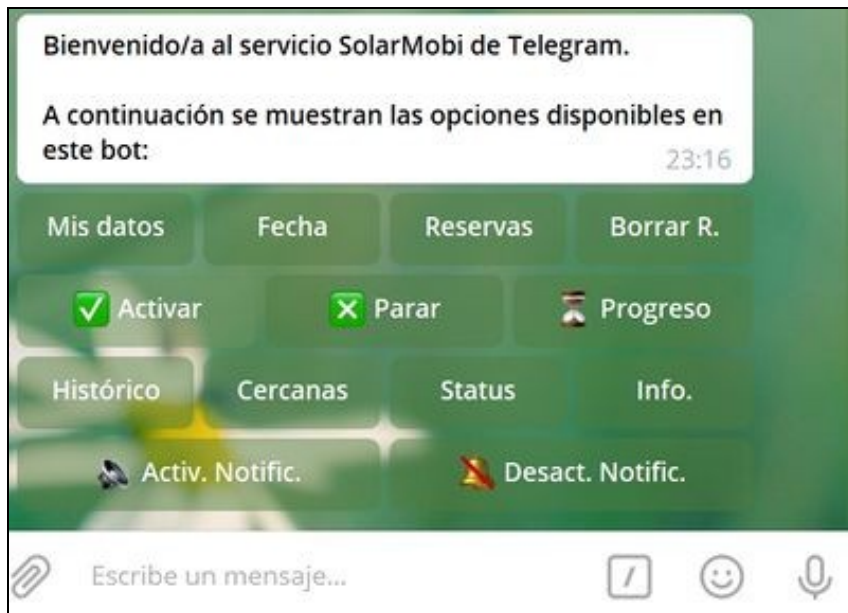 Bienvenido/a al servicio SolarMobi de Telegram.
A continuación se muestran las opciones disponibles en
este bot:
23:16
Mis datos Fecha Reservas Borrar R.
Activar Parar Progreso
Histórico Cercanas Status Info.
Activ. Notific. Desact. Notific.
Escribe un mensaje... /